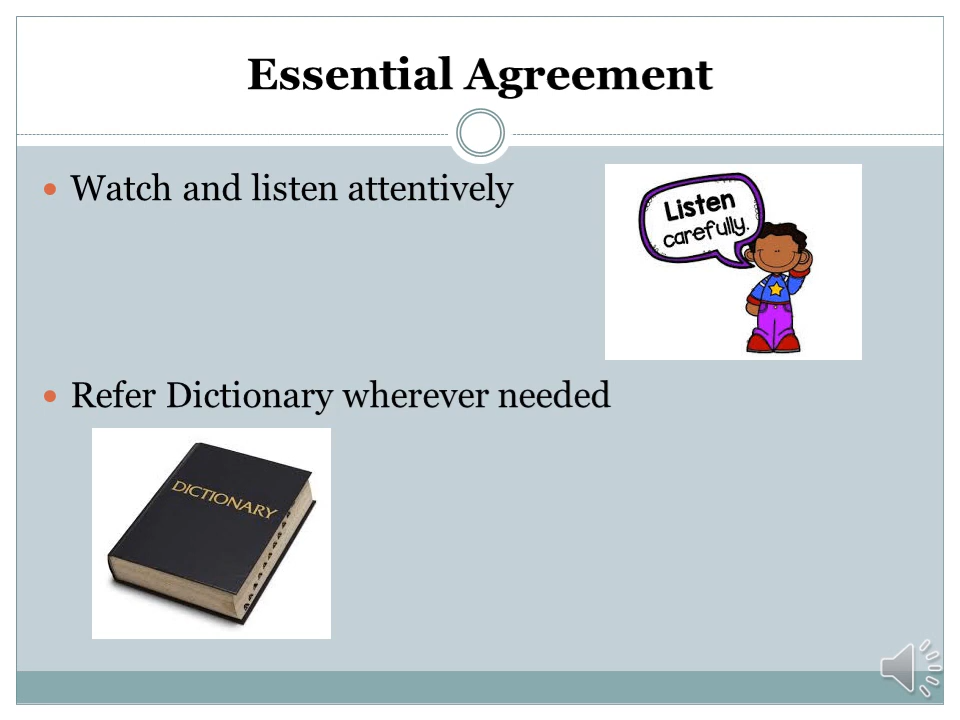 Essential Agreement
Watch and listen attentively
Listen
carefully.
Refer Dictionary wherever needed
DICTIONARY